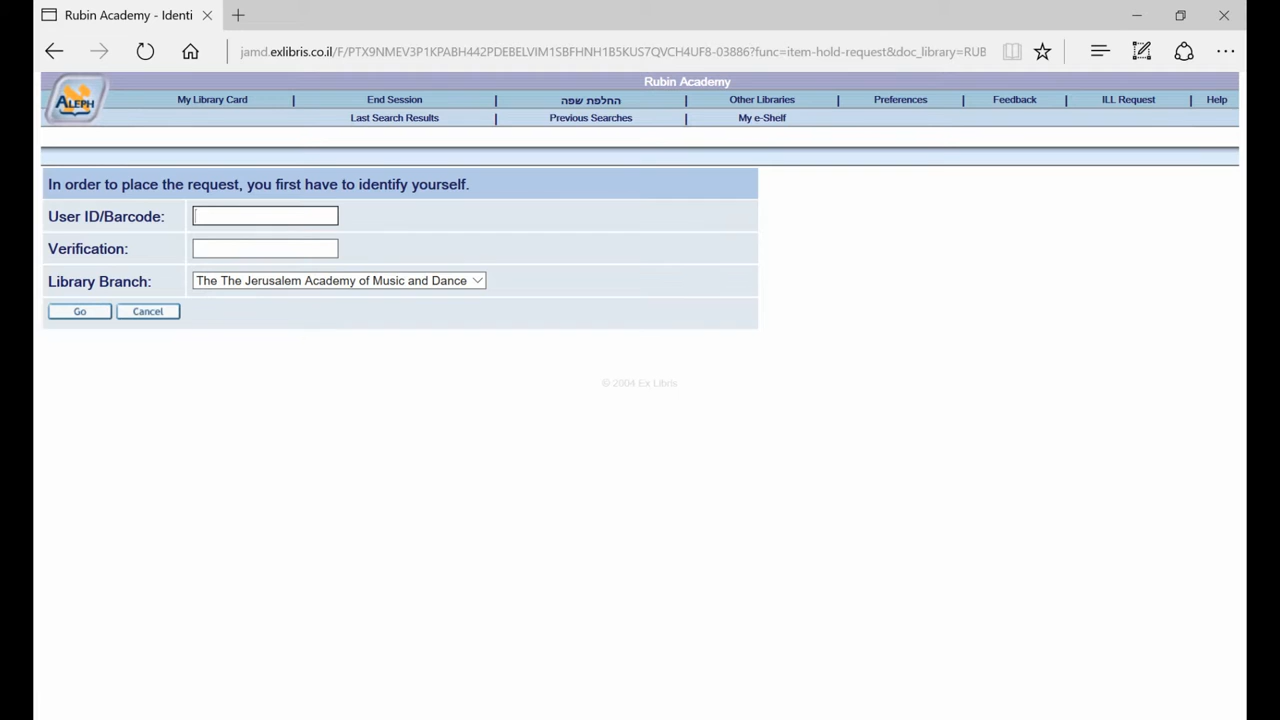 Rubin Academy - Identi
jamd.exlibris.co.il/F/PTX9NMEV3P1KPABH442PDEBELVIM1SBFHNH1B5KUS7QVCH4UF8-03886?func=item-hold-request&doc_library=RUB
Rubin Academy
ALEPH
My Library Card | End Session | החלפת שפה | Other Libraries | Preferences | Feedback | ILL Request | Help
Last Search Results | Previous Searches | My e-Shelf
In order to place the request, you first have to identify yourself.
User ID/Barcode:
Verification:
Library Branch: The The Jerusalem Academy of Music and Dance
Go Cancel
© 2004 Ex Libris